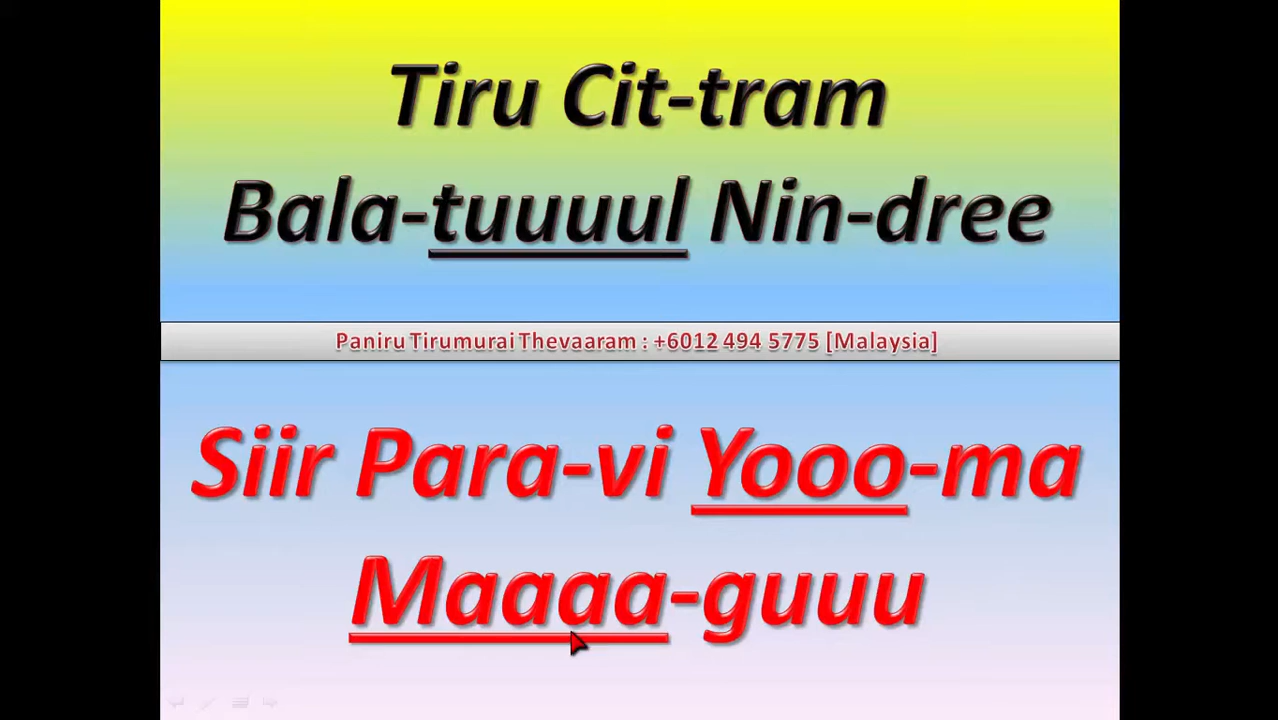 Tiru Cit-tram
Bala-tuuuul Nin-dree
Paniru Tirumurai Thevaaram : +6012 494 5775 [Malaysia]
Siir Para-vi Yooo-ma
Maaaa-guuu